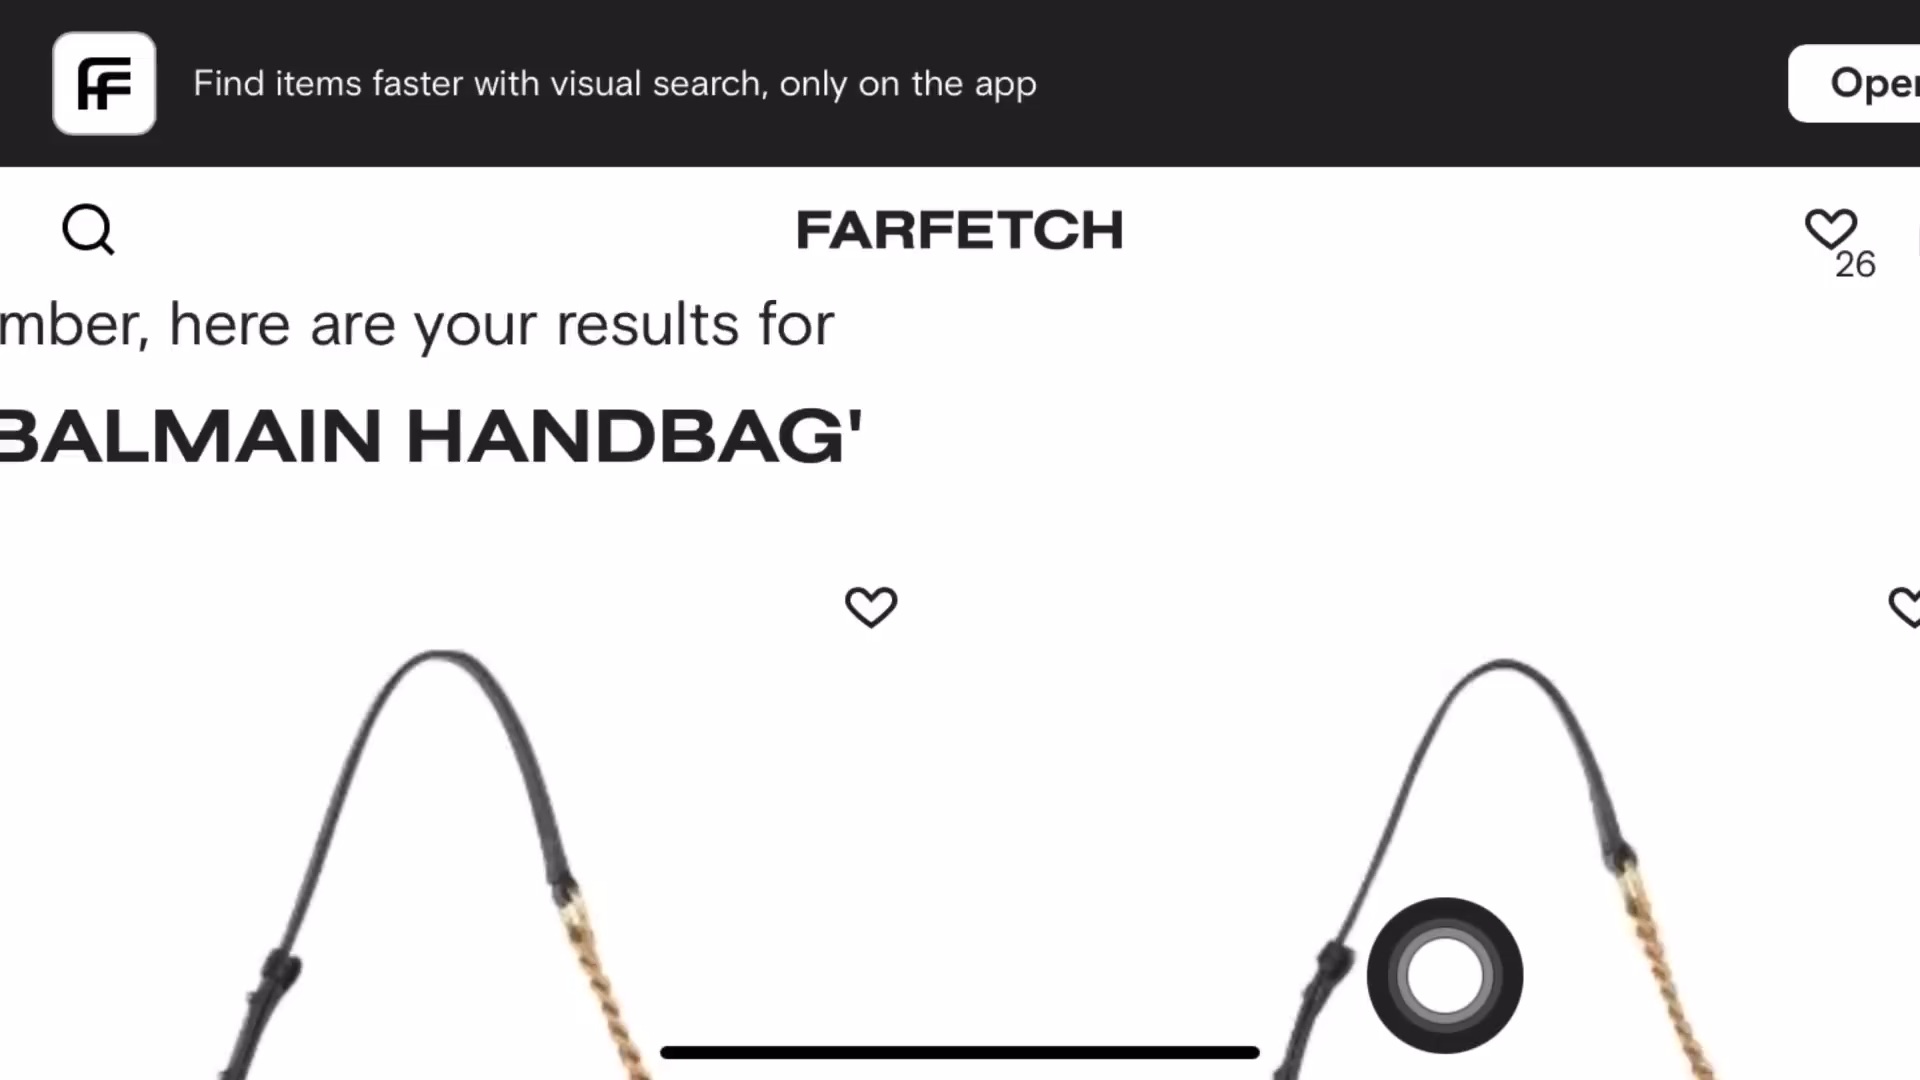 Find items faster with visual search, only on the app
Open
FARFETCH
26
mber, here are your results for
BALMAIN HANDBAG'